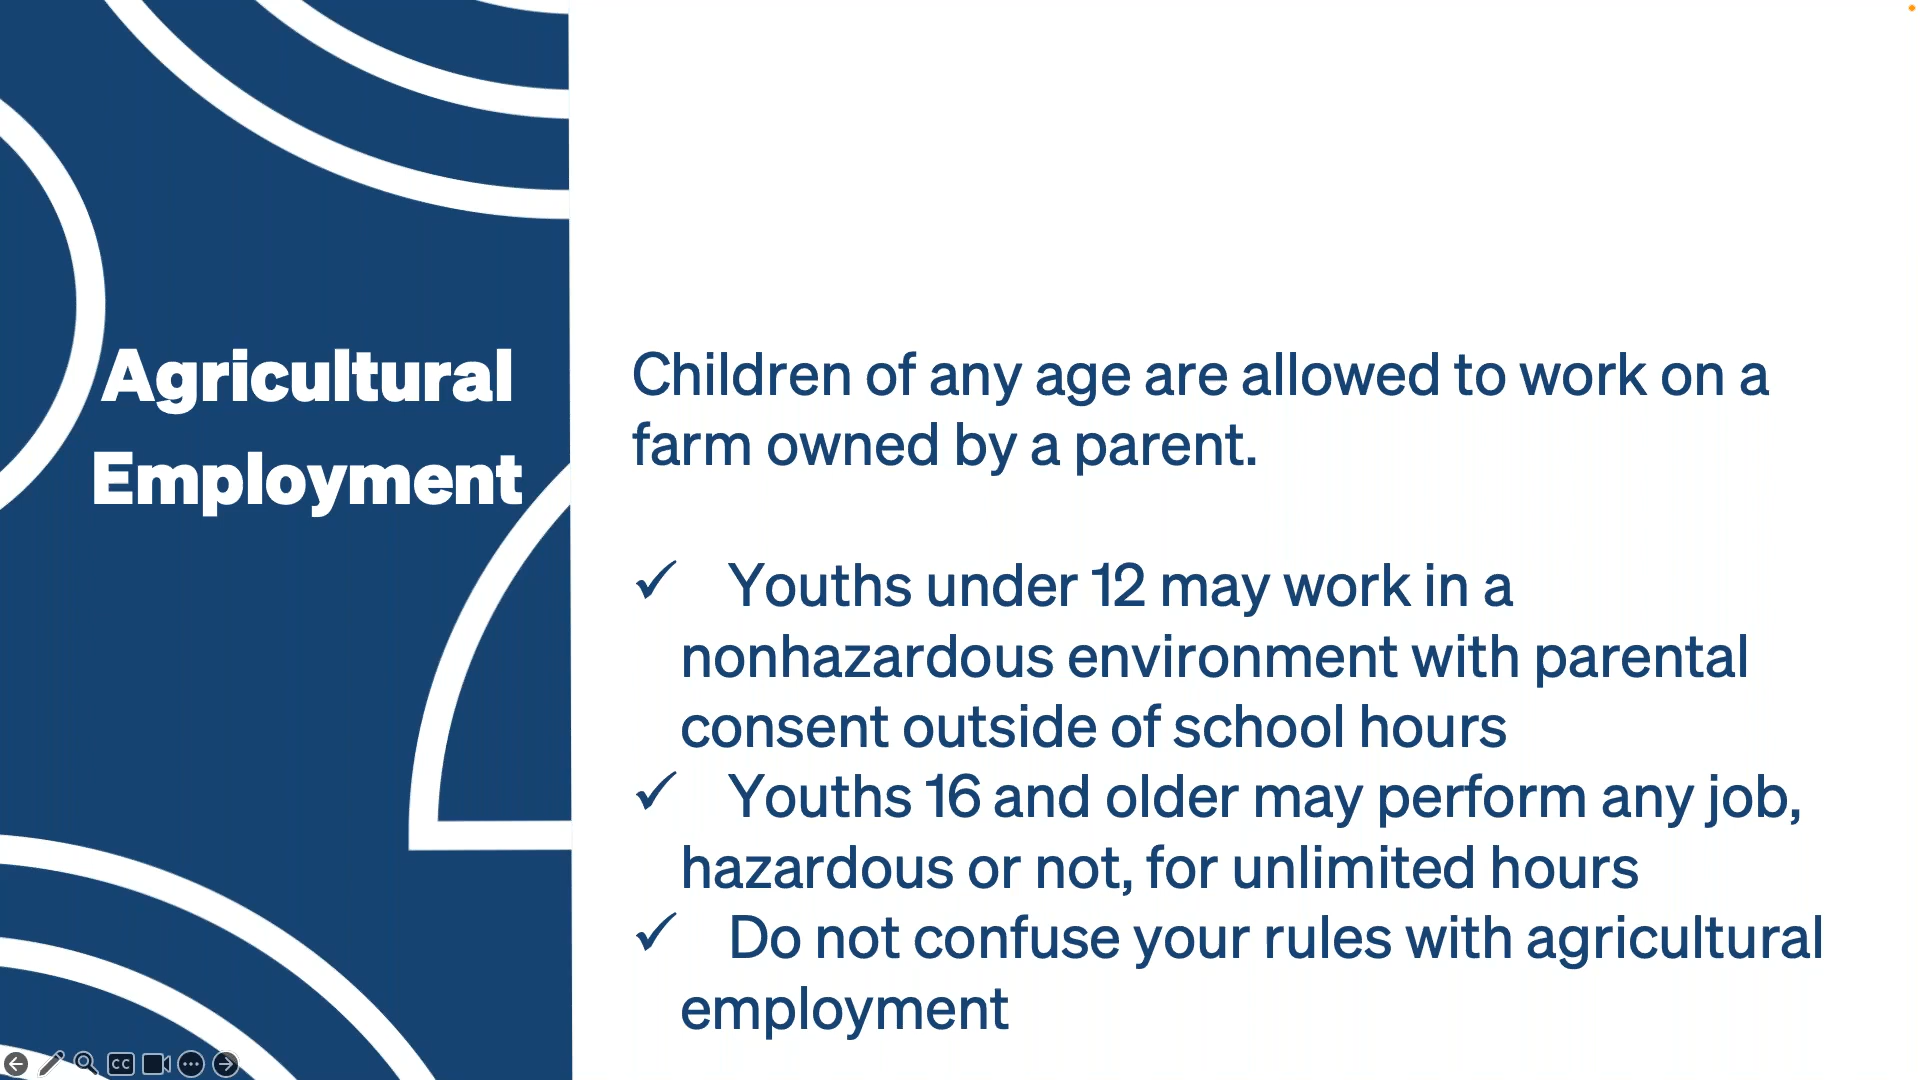 Agricultural
Employment
Children of any age are allowed to work on a
farm owned by a parent.
✓ Youths under 12 may work in a
nonhazardous environment with parental
consent outside of school hours
✓ Youths 16 and older may perform any job,
hazardous or not, for unlimited hours
✓ Do not confuse your rules with agricultural
employment
CC